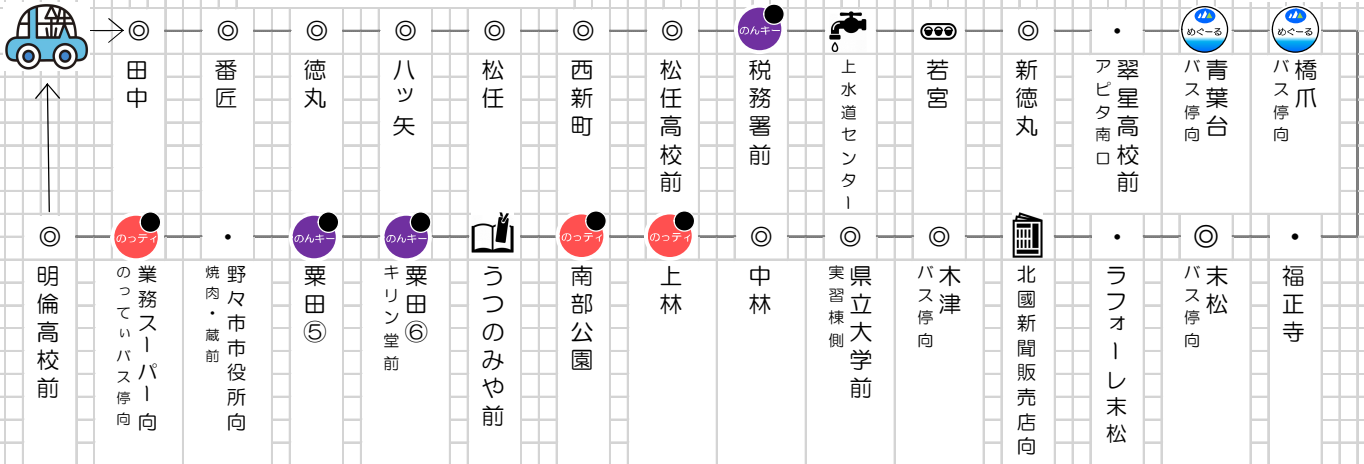 田中
番匠
徳丸
八ッ矢
松任
西新町
松任高校前
のんキー
税務署前
上水道センター
若宮
新徳丸
翠星高校前
アピタ南口
めぐーる
青葉台
バス停向
めぐーる
橋爪
バス停向
福正寺
末松
バス停向
ラフォーレ末松
北國新聞販売店向
木津
バス停向
県立大学前
実習棟側
中林
のっティ
上林
のっティ
南部公園
うつのみや前
のんキー
粟田⑥
キリン堂前
のんキー
粟田⑤
野々市市役所向
焼肉・蔵前
のっティ
業務スーパー向
のってぃバス停向
明倫高校前